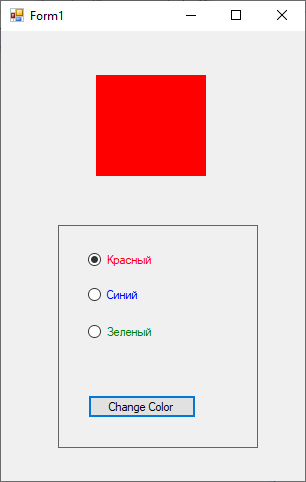 Form1
Красный
Синий
Зеленый
Change Color